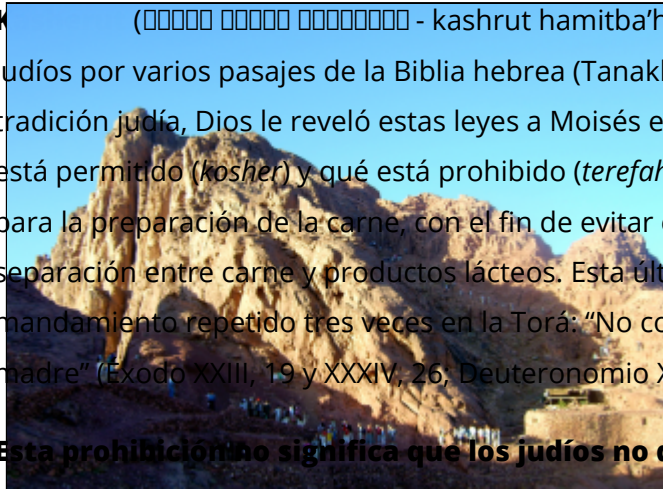 ( - kashrut hamitba'h
udíos por varios pasajes de la Biblia hebrea (Tanakh
tradición judía, Dios le reveló estas leyes a Moisés e
está permitido (kosher) y qué está prohibido (terefah
para la preparación de la carne, con el fin de evitar
separación entre carne y productos lácteos. Esta últ
mandamiento repetido tres veces en la Torá: “No co
madre” (Éxodo XXIII, 19 y XXXIV, 26; Deuteronomio X
Esta prohibición no significa que los judíos no